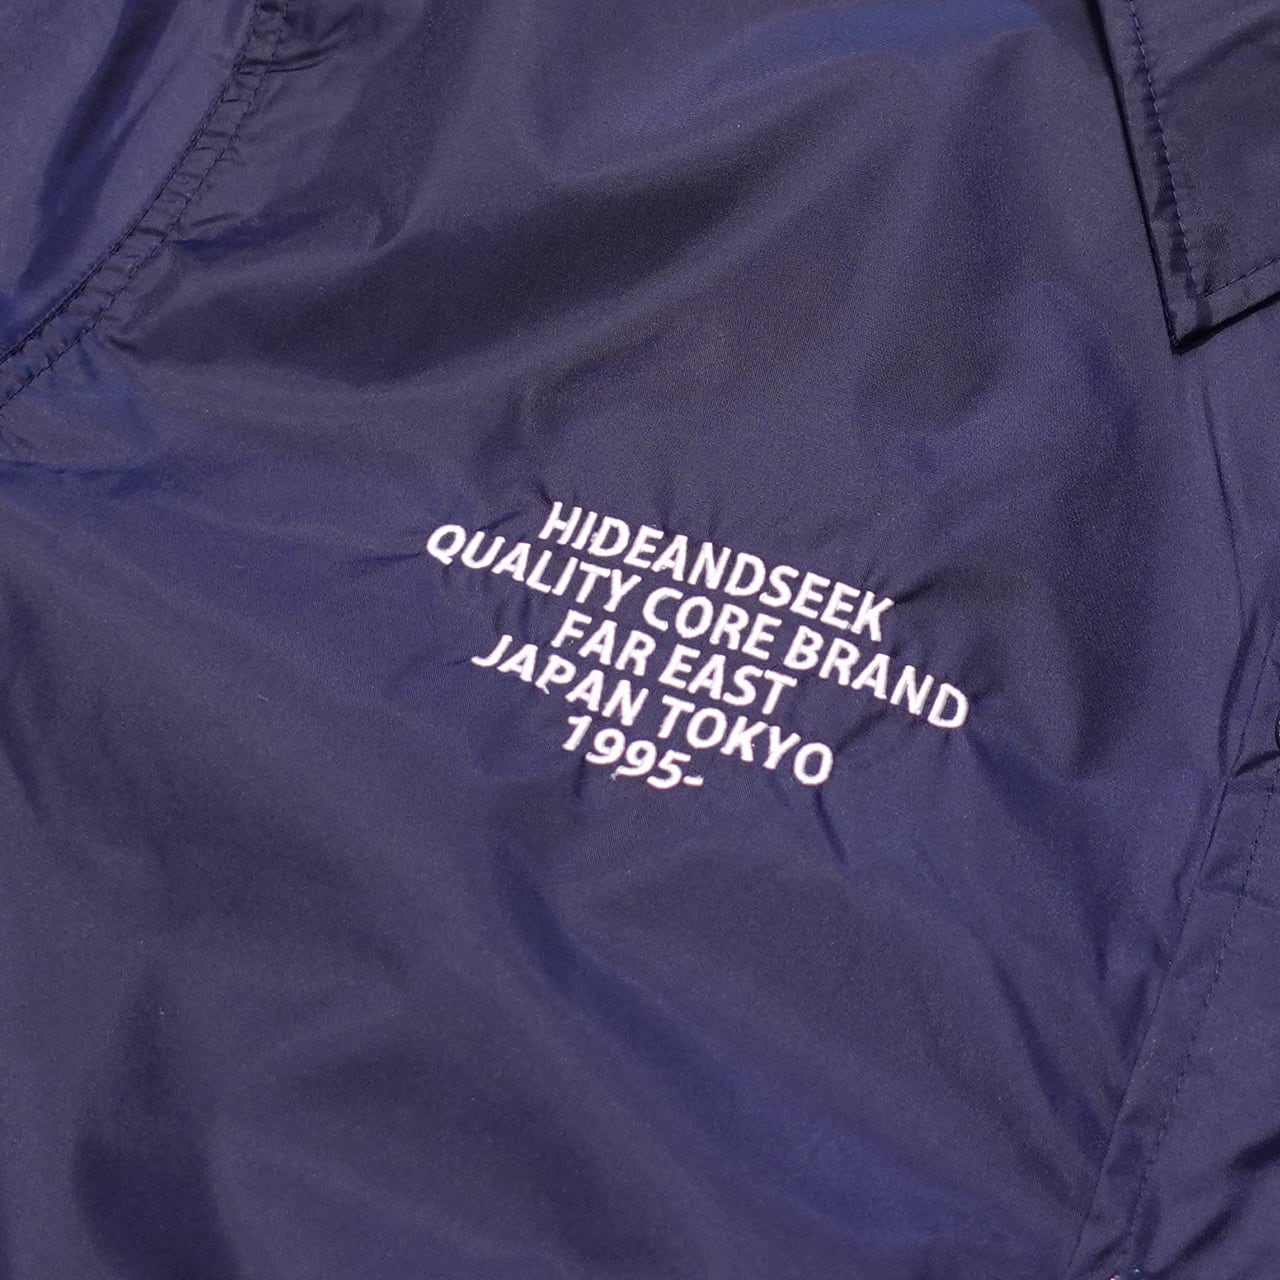 HIDEANDSEEK
QUALITY CORE BRAND
FAR EAST
JAPAN TOKYO
1995-